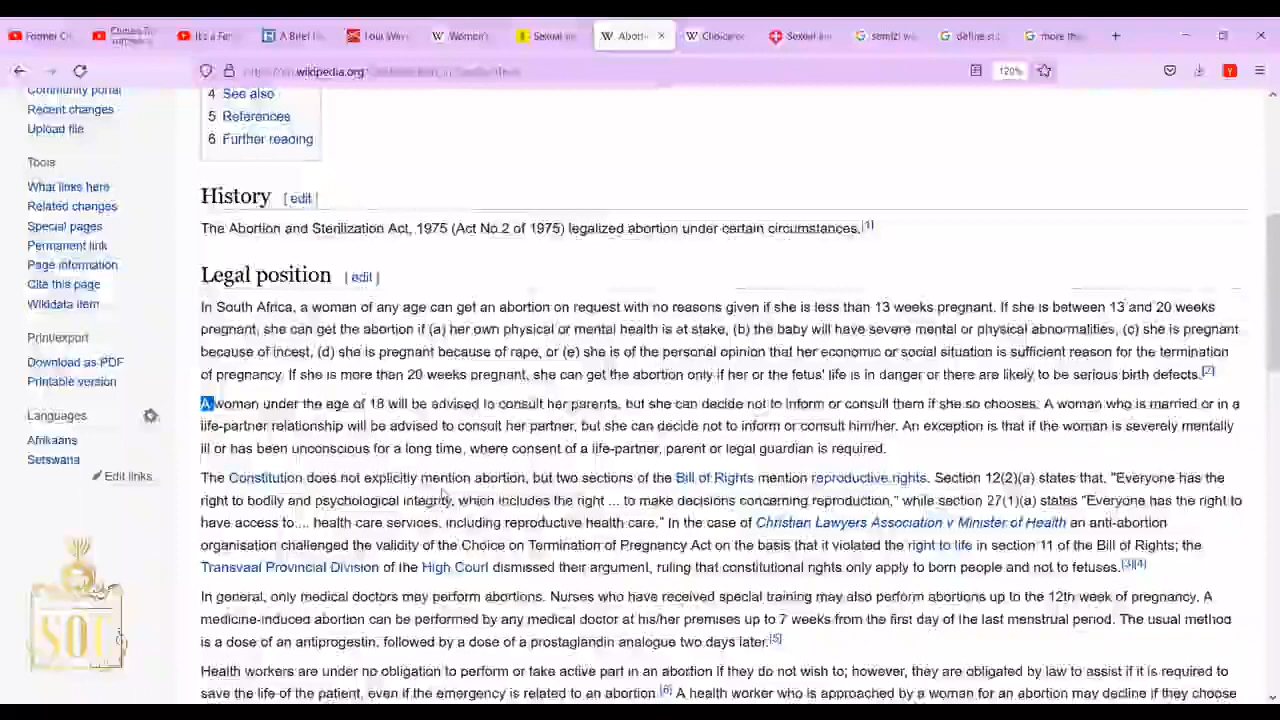 Former C
It's a Far
A Brief H
Tour Wor
Women's
Sexual as
Aborti
Choice o
Sexual an
define st
more tha
wikipedia.org
120%
Community portal
Recent changes
Upload file
Tools
What links here
Related changes
Special pages
Permanent link
Page information
Cite this page
Wikidata item
Print/export
Download as PDF
Printable version
Languages
Afrikaans
Setswana
Edit links
4 See also
5 References
6 Further reading
History [ edit ]
The Abortion and Sterilization Act, 1975 (Act No.2 of 1975) legalized abortion under certain circumstances.[1]
Legal position [ edit ]
In South Africa, a woman of any age can get an abortion on request with no reasons given if she is less than 13 weeks pregnant. If she is between 13 and 20 weeks
pregnant, she can get the abortion if (a) her own physical or mental health is at stake, (b) the baby will have severe mental or physical abnormalities, (c) she is pregnant
because of incest, (d) she is pregnant because of rape, or (e) she is of the personal opinion that her economic or social situation is sufficient reason for the termination
of pregnancy. If she is more than 20 weeks pregnant, she can get the abortion only if her or the fetus' life is in danger or there are likely to be serious birth defects.[2]
A woman under the age of 18 will be advised to consult her parents, but she can decide not to inform or consult them if she so chooses. A woman who is married or in a
life-partner relationship will be advised to consult her partner, but she can decide not to inform or consult him/her. An exception is that if the woman is severely mentally
ill or has been unconscious for a long time, where consent of a life-partner, parent or legal guardian is required.
The Constitution does not explicitly mention abortion, but two sections of the Bill of Rights mention reproductive rights. Section 12(2)(a) states that, "Everyone has the
right to bodily and psychological integrity, which includes the right ... to make decisions concerning reproduction," while section 27(1)(a) states "Everyone has the right to
have access to.... health care services, including reproductive health care." In the case of Christian Lawyers Association v Minister of Health an anti-abortion
organisation challenged the validity of the Choice on Termination of Pregnancy Act on the basis that it violated the right to life in section 11 of the Bill of Rights; the
Transvaal Provincial Division of the High Court dismissed their argument, ruling that constitutional rights only apply to born people and not to fetuses.[3][4]
In general, only medical doctors may perform abortions. Nurses who have received special training may also perform abortions up to the 12th week of pregnancy. A
medicine-induced abortion can be performed by any medical doctor at his/her premises up to 7 weeks from the first day of the last menstrual period. The usual method
is a dose of an antiprogestin, followed by a dose of a prostaglandin analogue two days later.[5]
Health workers are under no obligation to perform or take active part in an abortion if they do not wish to; however, they are obligated by law to assist if it is required to
save the life of the patient, even if the emergency is related to an abortion.[6] A health worker who is approached by a woman for an abortion may decline if they choose